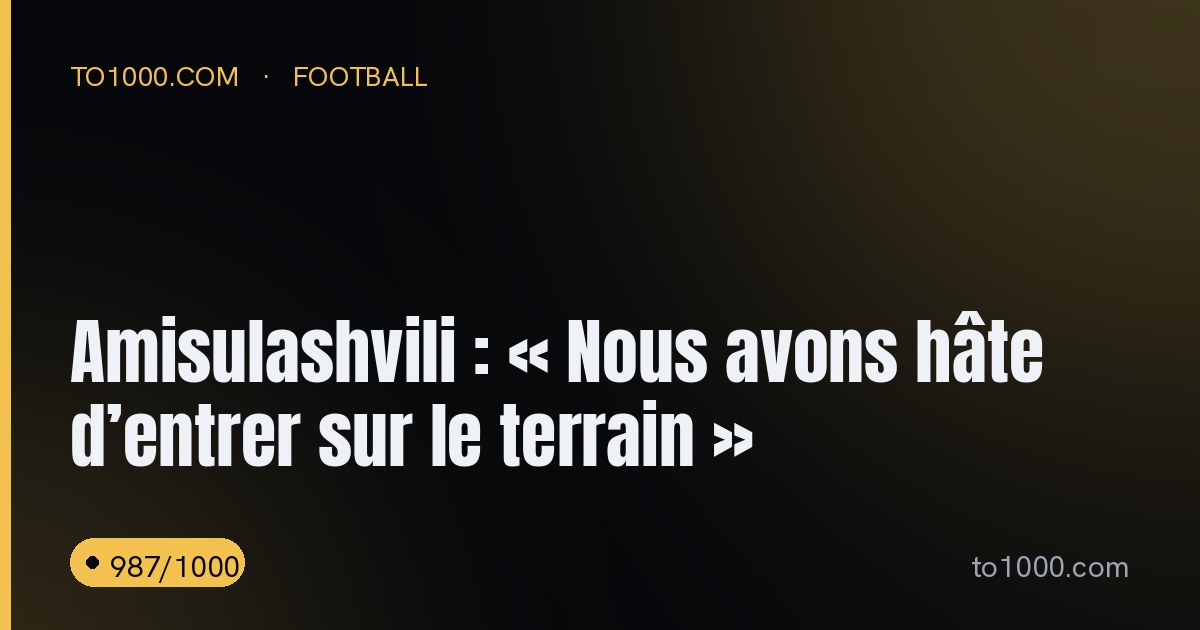 TO1000.COM · FOOTBALL
Amisulashvili : « Nous avons hâte
d’entrer sur le terrain »
987/1000
to1000.com